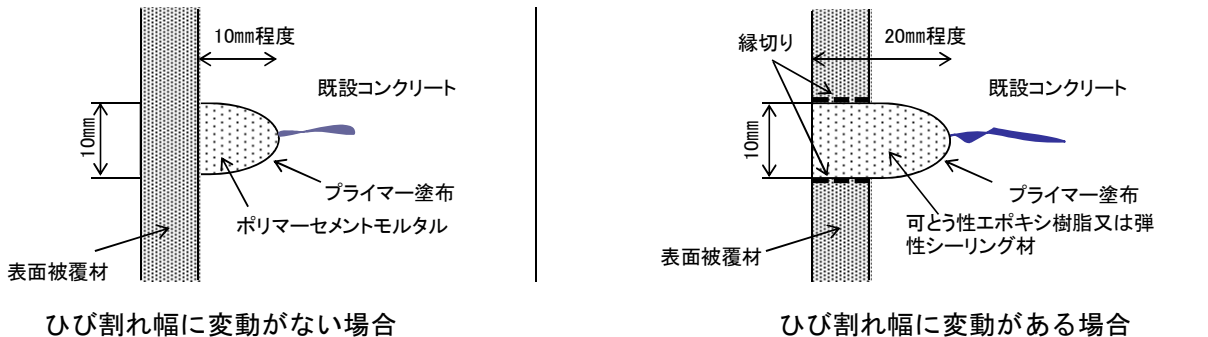 10㎜程度
既設コンクリート
10㎜
プライマー塗布
ポリマーセメントモルタル
表面被覆材
ひび割れ幅に変動がない場合
縁切り
20㎜程度
既設コンクリート
10㎜
プライマー塗布
可とう性エポキシ樹脂又は弾
性シーリング材
表面被覆材
ひび割れ幅に変動がある場合